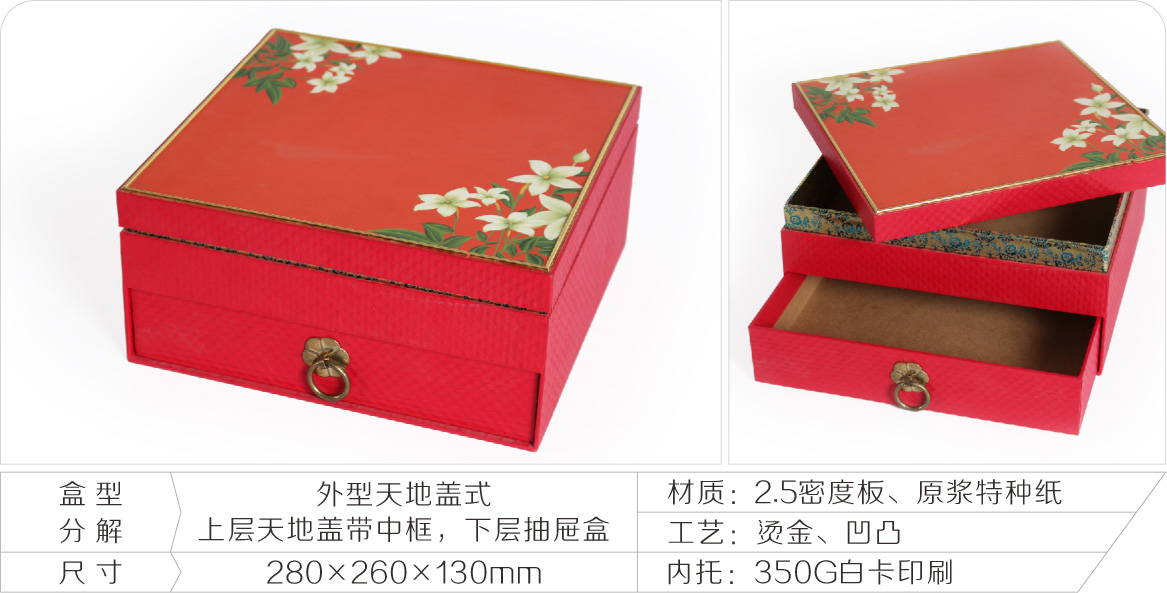 盒型
分解
外型天地盖式
上层天地盖带中框，下层抽屉盒
尺寸
280×260×130mm
材质：2.5密度板、原浆特种纸
工艺：烫金、凹凸
内托：350G白卡印刷